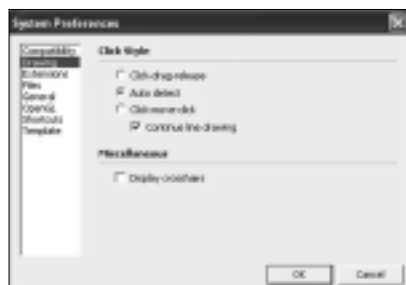 System Preferences
Compatibility
Drawing
Extensions
Files
General
OpenGL
Shortcuts
Template
Click Style
Click-drag-release
Auto detect
Click-move-click
Continue line drawing
Miscellaneous
Display crosshairs
OK
Cancel